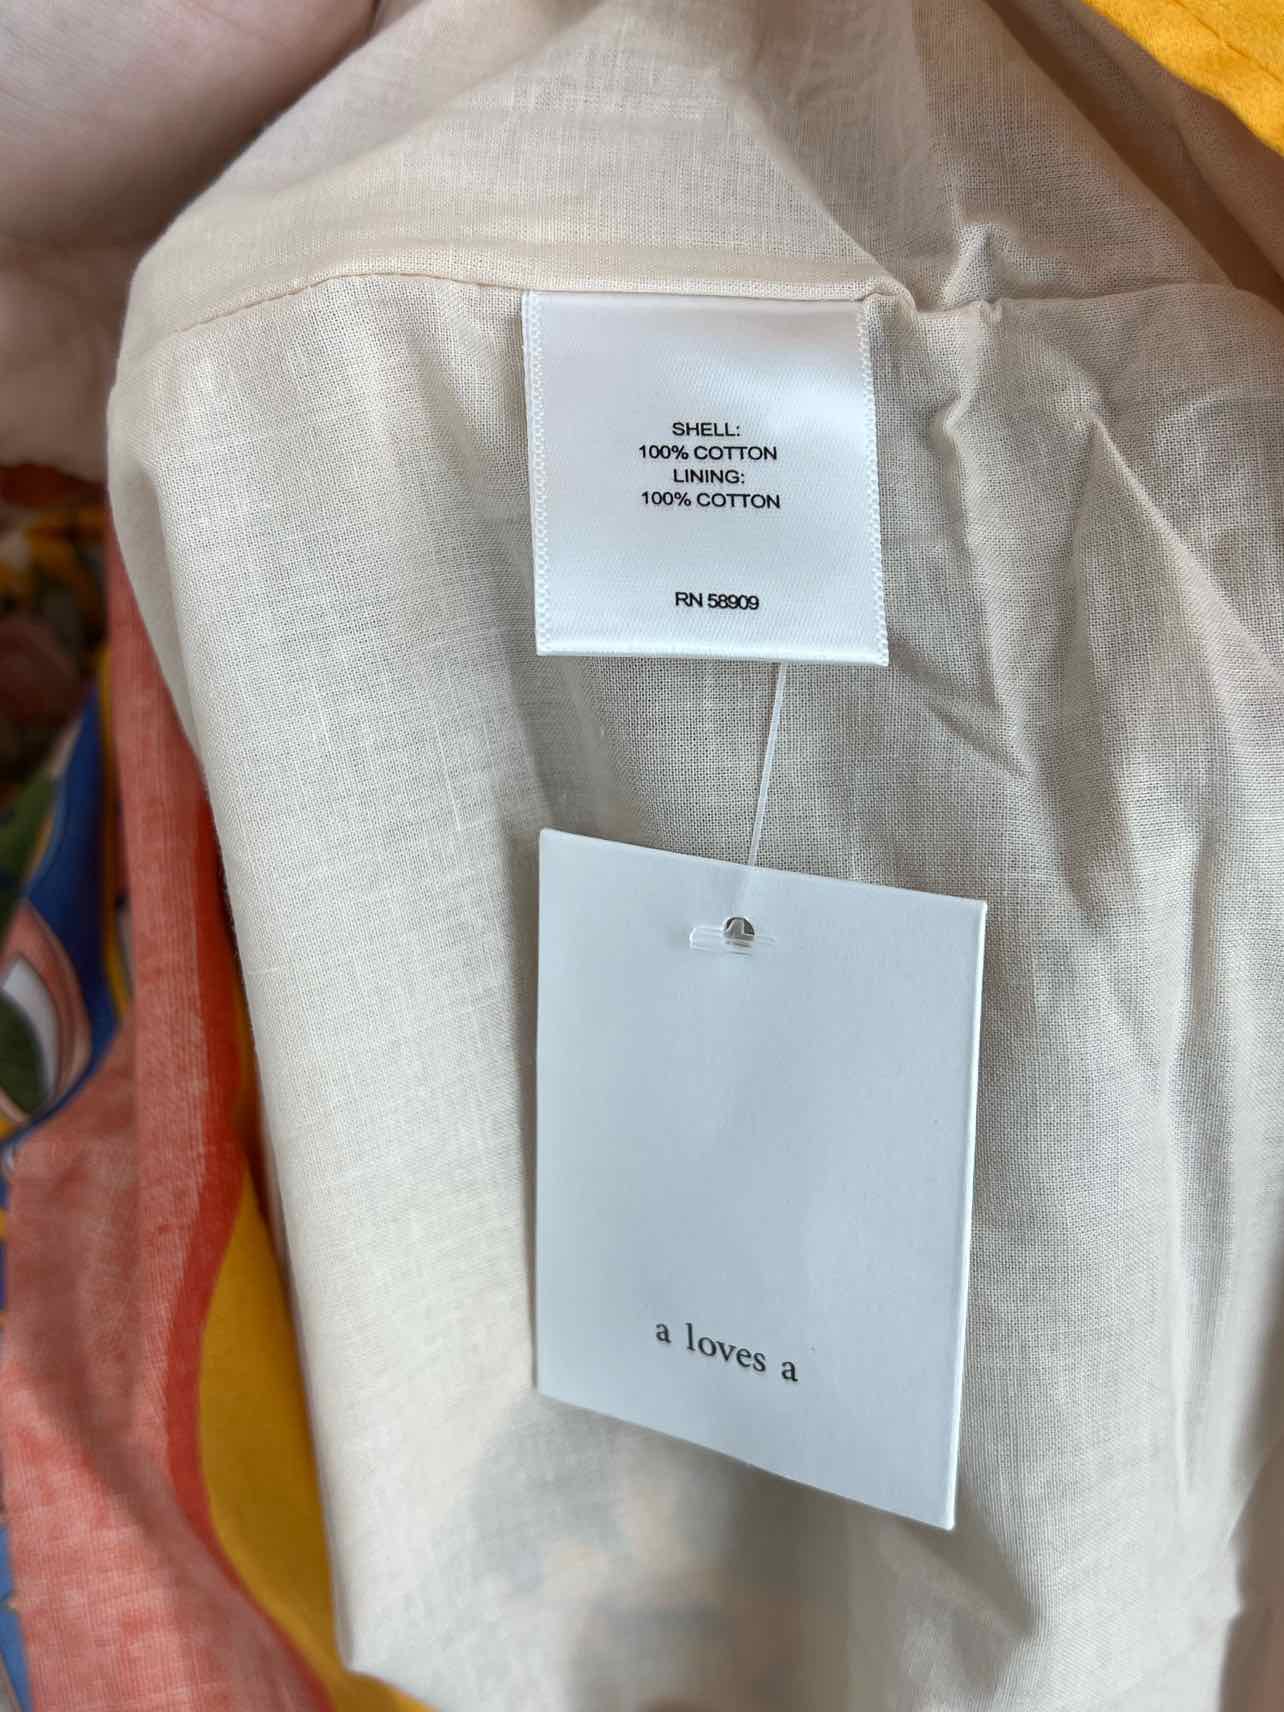 SHELL:
100% COTTON
LINING:
100% COTTON
RN 58909
a loves a